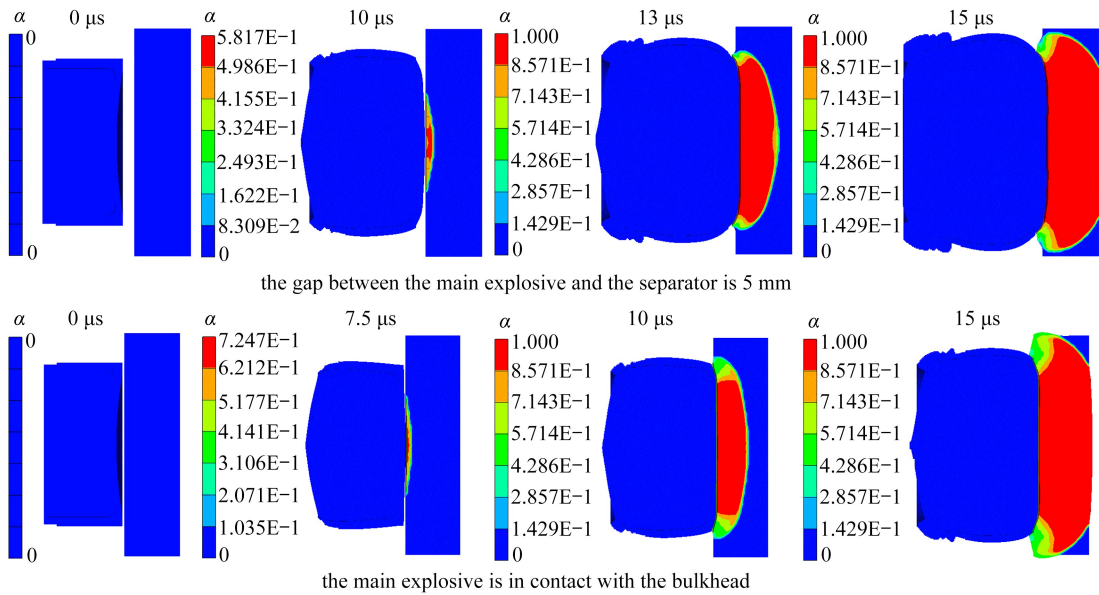 α 0 μs α 10 μs α 13 μs α 15 μs
0 5.817E−1 1.000 1.000
4.986E−1 8.571E−1 8.571E−1
4.155E−1 7.143E−1 7.143E−1
3.324E−1 5.714E−1 5.714E−1
2.493E−1 4.286E−1 4.286E−1
1.622E−1 2.857E−1 2.857E−1
8.309E−2 1.429E−1 1.429E−1
0 0 0 0
the gap between the main explosive and the separator is 5 mm
α 0 μs α 7.5 μs α 10 μs α 15 μs
0 7.247E−1 1.000 1.000
6.212E−1 8.571E−1 8.571E−1
5.177E−1 7.143E−1 7.143E−1
4.141E−1 5.714E−1 5.714E−1
3.106E−1 4.286E−1 4.286E−1
2.071E−1 2.857E−1 2.857E−1
1.035E−1 1.429E−1 1.429E−1
0 0 0 0
the main explosive is in contact with the bulkhead